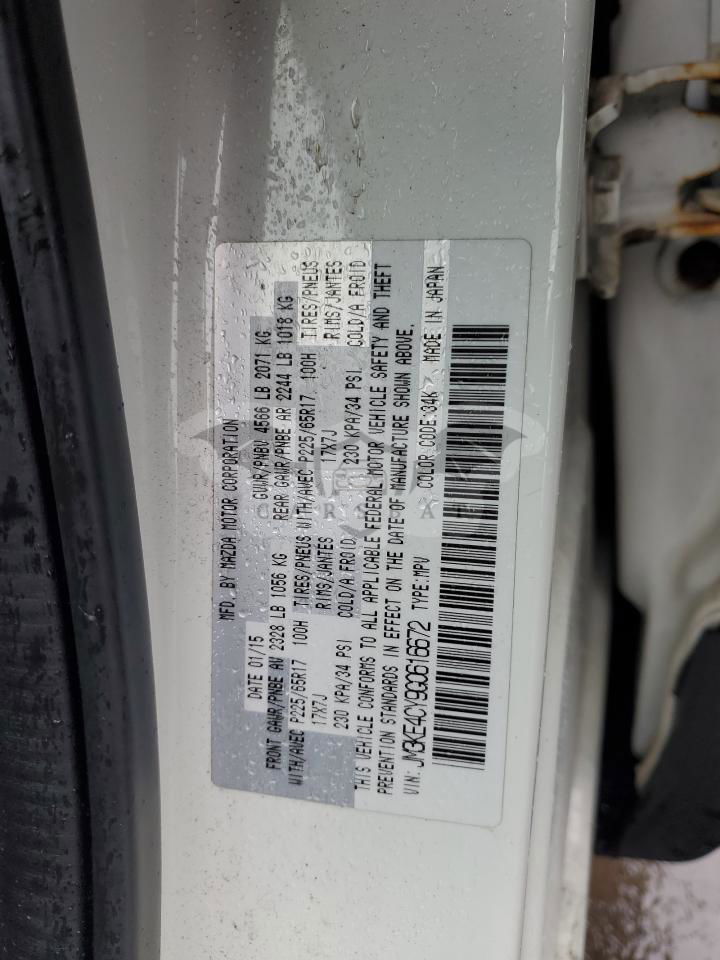 MFD. BY MAZDA MOTOR CORPORATION
DATE 01/15 GVWR/PNBV 4566 LB 2071 KG
FRONT GAWR/PNBE AV 2328 LB 1056 KG REAR GAWR/PNBE AR 2244 LB 1018 KG
WITH/AVEC P225/65R17 100H TIRES/PNEUS WITH/AVEC P225/65R17 100H TIRES/PNEUS
17X7J RIMS/JANTES 17X7J RIMS/JANTES
230 KPA/34 PSI COLD/A FROID, 230 KPA/34 PSI COLD/A FROID
THIS VEHICLE CONFORMS TO ALL APPLICABLE FEDERAL MOTOR VEHICLE SAFETY AND THEFT
PREVENTION STANDARDS IN EFFECT ON THE DATE OF MANUFACTURE SHOWN ABOVE.
VIN: JM3KE4CY9G0616672 TYPE:MPV COLOR CODE:34K MADE IN JAPAN